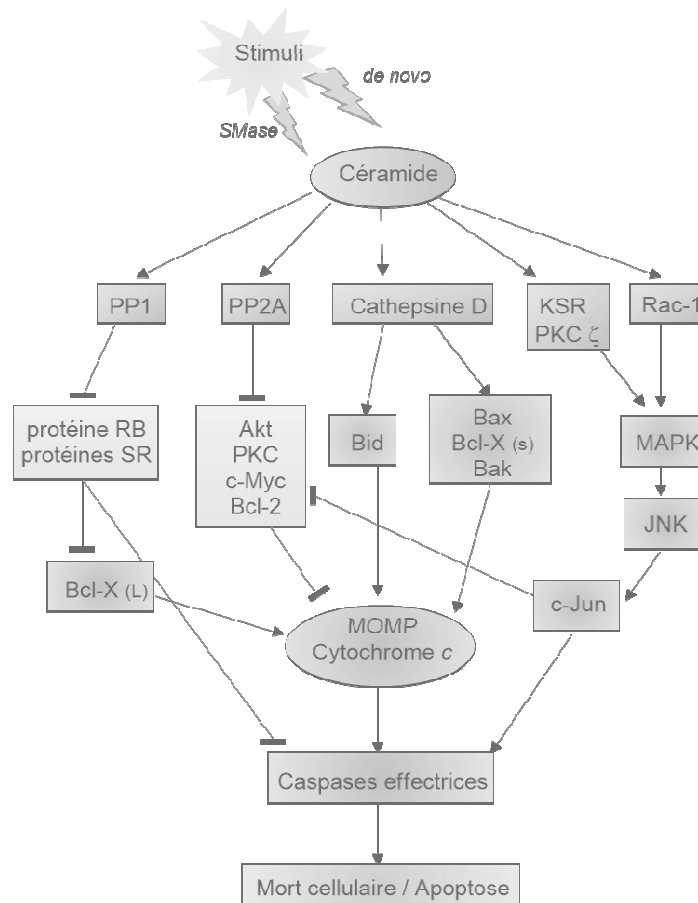 Stimuli
de novo
SMase
Céramide
PP1
PP2A
Cathepsine D
KSR
PKC ζ
Rac-1
protéine RB
protéines SR
Akt
PKC
c-Myc
Bcl-2
Bid
Bax
Bcl-X (s)
Bak
MAPK
JNK
Bcl-X (L)
c-Jun
MOMP
Cytochrome c
Caspases effectrices
Mort cellulaire / Apoptose